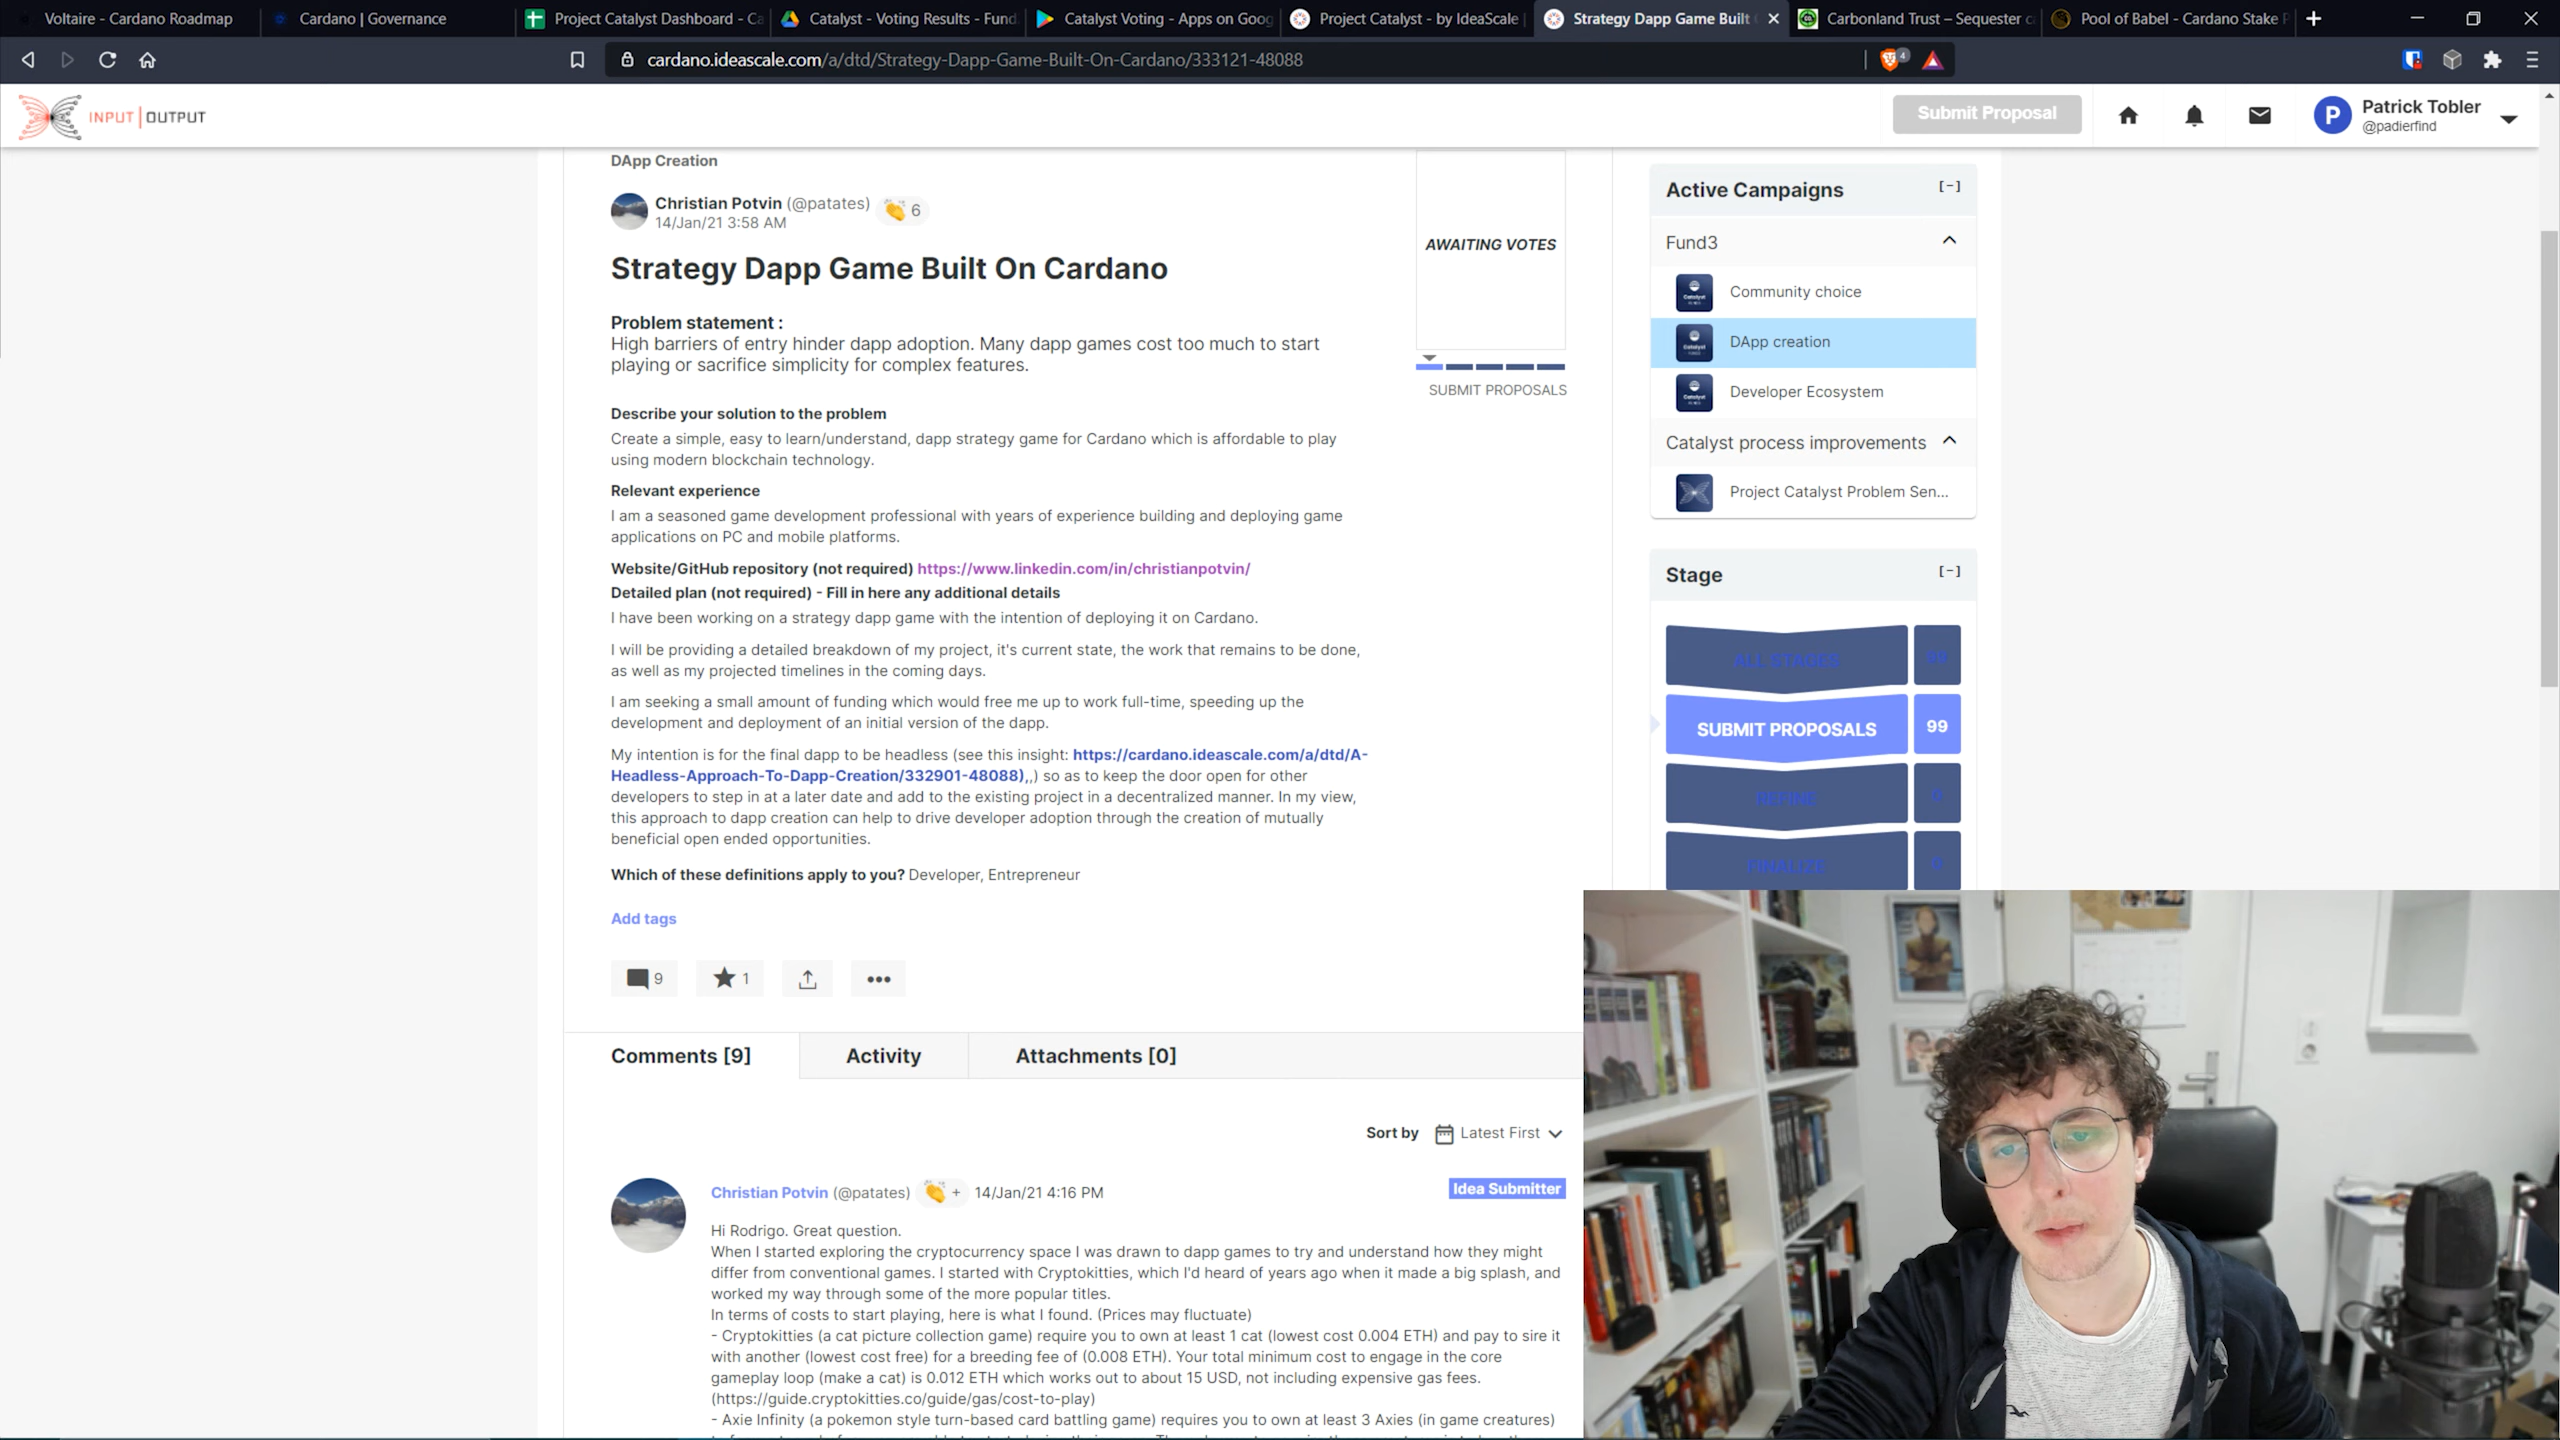 Voltaire - Cardano Roadmap
Cardano | Governance
Project Catalyst Dashboard - Ca
Catalyst - Voting Results - Fund
Catalyst Voting - Apps on Goog
Project Catalyst - by IdeaScale
Strategy Dapp Game Built
Carbonland Trust – Sequester c
Pool of Babel - Cardano Stake P
cardano.ideascale.com/a/dtd/Strategy-Dapp-Game-Built-On-Cardano/333121-48088
4
INPUT | OUTPUT
Submit Proposal
P
Patrick Tobler
@padierfind
DApp Creation
Christian Potvin (@patates) 6
14/Jan/21 3:58 AM
Strategy Dapp Game Built On Cardano
Problem statement :
High barriers of entry hinder dapp adoption. Many dapp games cost too much to start
playing or sacrifice simplicity for complex features.
Describe your solution to the problem
Create a simple, easy to learn/understand, dapp strategy game for Cardano which is affordable to play
using modern blockchain technology.
Relevant experience
I am a seasoned game development professional with years of experience building and deploying game
applications on PC and mobile platforms.
Website/GitHub repository (not required) https://www.linkedin.com/in/christianpotvin/
Detailed plan (not required) - Fill in here any additional details
I have been working on a strategy dapp game with the intention of deploying it on Cardano.
I will be providing a detailed breakdown of my project, it's current state, the work that remains to be done,
as well as my projected timelines in the coming days.
I am seeking a small amount of funding which would free me up to work full-time, speeding up the
development and deployment of an initial version of the dapp.
My intention is for the final dapp to be headless (see this insight: https://cardano.ideascale.com/a/dtd/A-
Headless-Approach-To-Dapp-Creation/332901-48088),,) so as to keep the door open for other
developers to step in at a later date and add to the existing project in a decentralized manner. In my view,
this approach to dapp creation can help to drive developer adoption through the creation of mutually
beneficial open ended opportunities.
Which of these definitions apply to you? Developer, Entrepreneur
Add tags
9
1
AWAITING VOTES
SUBMIT PROPOSALS
Active Campaigns [-]
Fund3
Community choice
DApp creation
Developer Ecosystem
Catalyst process improvements
Project Catalyst Problem Sen...
Stage [-]
ALL STAGES 99
SUBMIT PROPOSALS 99
REFINE 0
FINALIZE 0
Comments [9]
Activity
Attachments [0]
Sort by Latest First
Christian Potvin (@patates) + 14/Jan/21 4:16 PM
Idea Submitter
Hi Rodrigo. Great question.
When I started exploring the cryptocurrency space I was drawn to dapp games to try and understand how they might
differ from conventional games. I started with Cryptokitties, which I'd heard of years ago when it made a big splash, and
worked my way through some of the more popular titles.
In terms of costs to start playing, here is what I found. (Prices may fluctuate)
- Cryptokitties (a cat picture collection game) require you to own at least 1 cat (lowest cost 0.004 ETH) and pay to sire it
with another (lowest cost free) for a breeding fee of (0.008 ETH). Your total minimum cost to engage in the core
gameplay loop (make a cat) is 0.012 ETH which works out to about 15 USD, not including expensive gas fees.
(https://guide.cryptokitties.co/guide/gas/cost-to-play)
- Axie Infinity (a pokemon style turn-based card battling game) requires you to own at least 3 Axies (in game creatures)